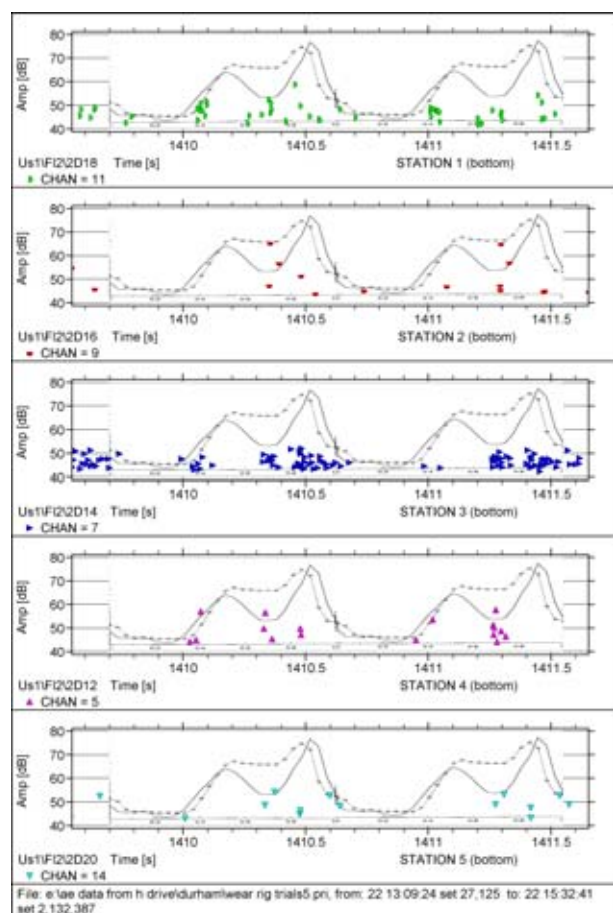 Amp [dB]
80
70
60
50
40
1410 1410.5 1411 1411.5
Us1\FI2\2D18 Time [s] STATION 1 (bottom)
CHAN = 11
Amp [dB]
80
70
60
50
40
1410 1410.5 1411 1411.5
Us1\FI2\2D16 Time [s] STATION 2 (bottom)
CHAN = 9
Amp [dB]
80
70
60
50
40
1410 1410.5 1411 1411.5
Us1\FI2\2D14 Time [s] STATION 3 (bottom)
CHAN = 7
Amp [dB]
80
70
60
50
40
1410 1410.5 1411 1411.5
Us1\FI2\2D12 Time [s] STATION 4 (bottom)
CHAN = 5
Amp [dB]
80
70
60
50
40
1410 1410.5 1411 1411.5
Us1\FI2\2D20 Time [s] STATION 5 (bottom)
CHAN = 14
File: e:\ae data from h drive\durham\wear rig trials5.pri, from: 22 13:09:24 set 27,125 to: 22 15:32:41
set 2,132,387